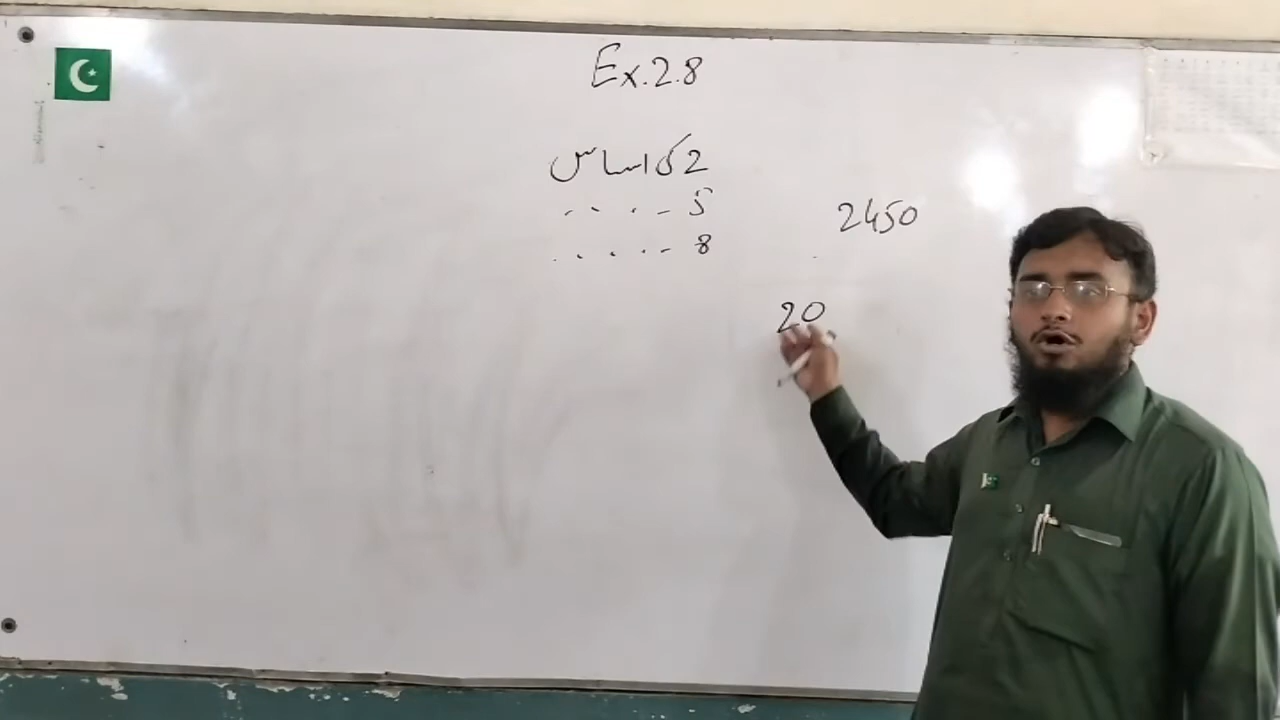 Ex.2.8
2 کی اساس
5 - . . .
8 - . . . .
2450
20